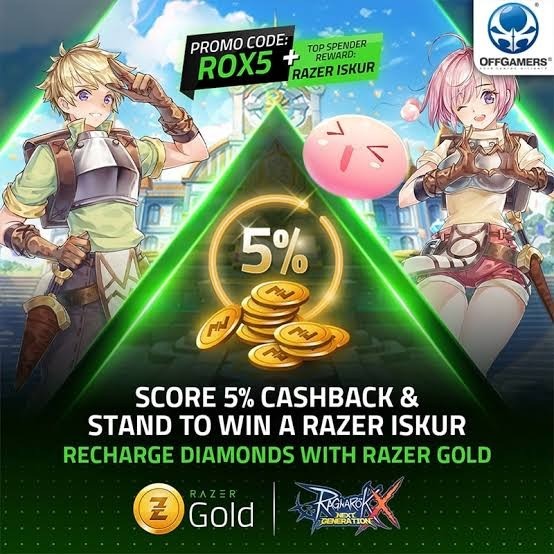 PROMO CODE:
ROX5
+
TOP SPENDER
REWARD:
RAZER ISKUR
OFFGAMERS®
5%
SCORE 5% CASHBACK &
STAND TO WIN A RAZER ISKUR
RECHARGE DIAMONDS WITH RAZER GOLD
RAZER
Gold
RAGNARÖK X
NEXT
GENERATION